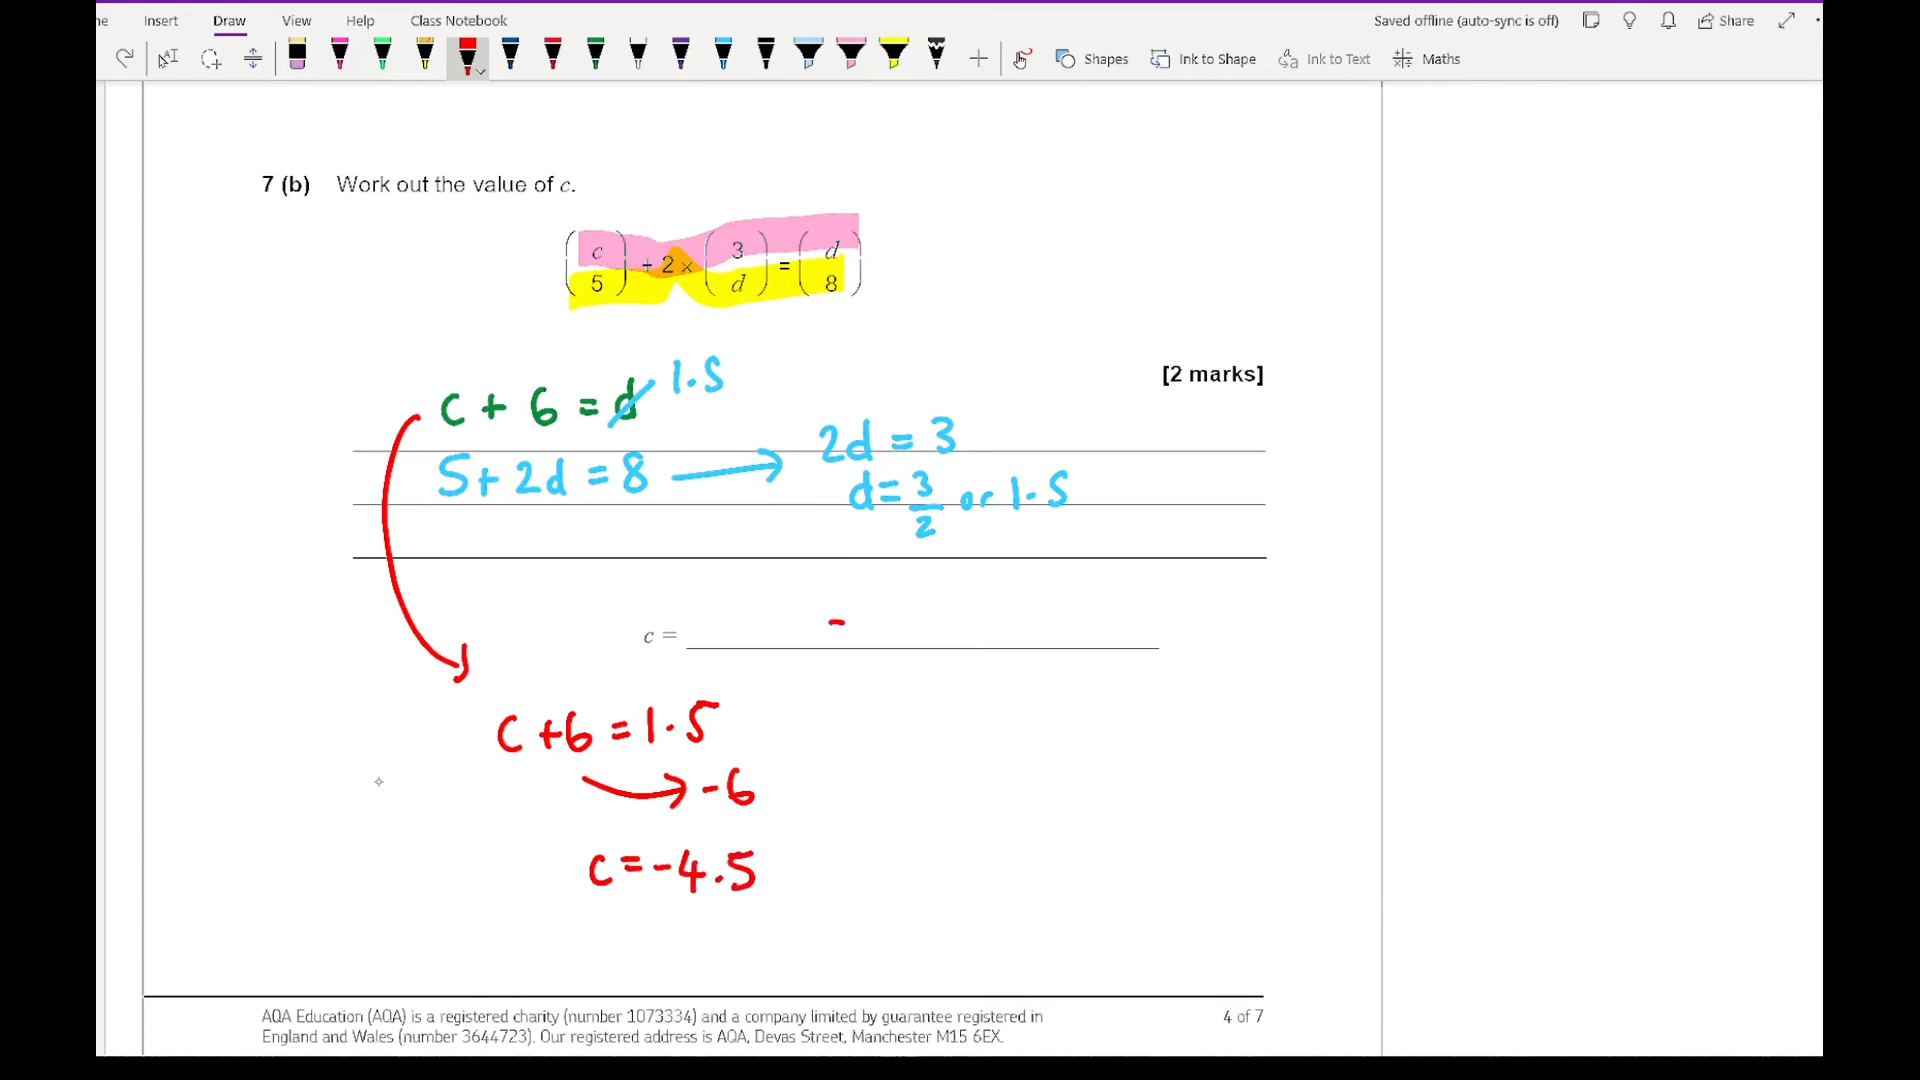 Insert Draw View Help Class Notebook Saved offline (auto-sync is off) Share
Shapes Ink to Shape Ink to Text Maths
7 (b) Work out the value of c.
( c ) + 2 × ( 3 ) = ( d )
( 5 ) ( d ) ( 8 )
[2 marks]
c + 6 = d 1.5
5 + 2d = 8 → 2d = 3
d = 3/2 or 1.5
c = -
c + 6 = 1.5
→ -6
c = -4.5
AQA Education (AQA) is a registered charity (number 1073334) and a company limited by guarantee registered in
England and Wales (number 3644723). Our registered address is AQA, Devas Street, Manchester M15 6EX.
4 of 7